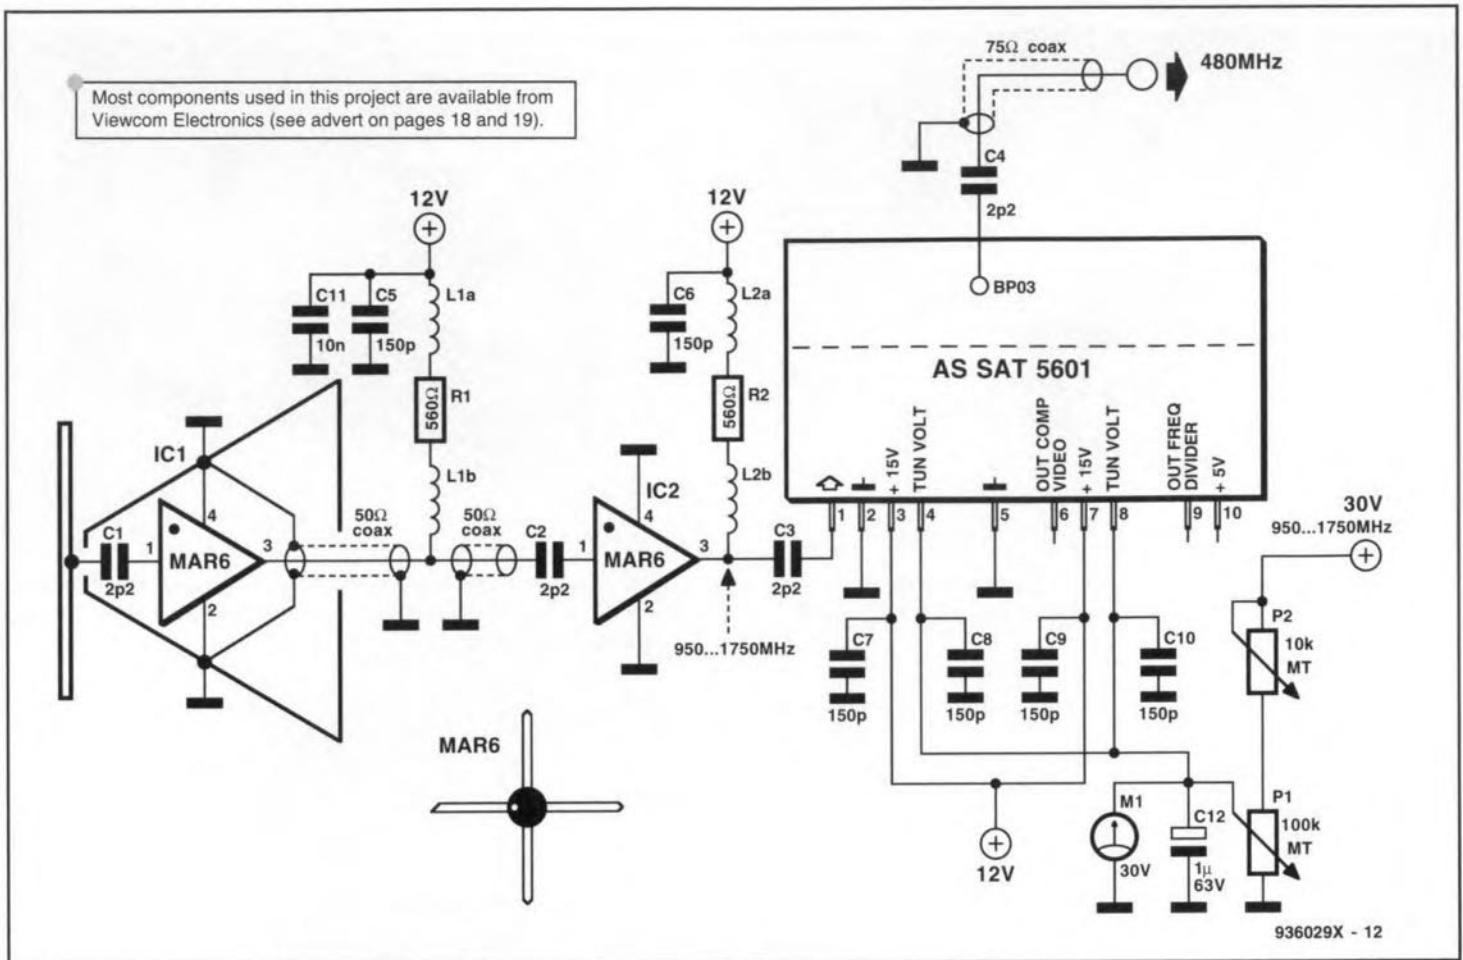 Most components used in this project are available from
Viewcom Electronics (see advert on pages 18 and 19).
75Ω coax
480MHz
C4
2p2
12V
12V
BP03
C11
10n
C5
150p
L1a
C6
150p
L2a
AS SAT 5601
560Ω
R1
560Ω
R2
L1b
L2b
IC1
IC2
+ 15V
TUN VOLT
OUT COMP
VIDEO
+ 15V
TUN VOLT
OUT FREQ
DIVIDER
+ 5V
1
2
3
4
5
6
7
8
9
10
30V
950...1750MHz
C1
2p2
1
MAR6
4
3
2
50Ω
coax
50Ω
coax
C2
2p2
1
MAR6
4
3
2
C3
2p2
950...1750MHz
C7
150p
C8
150p
C9
150p
C10
150p
P2
10k
MT
MAR6
12V
M1
30V
C12
1µ
63V
P1
100k
MT
936029X - 12